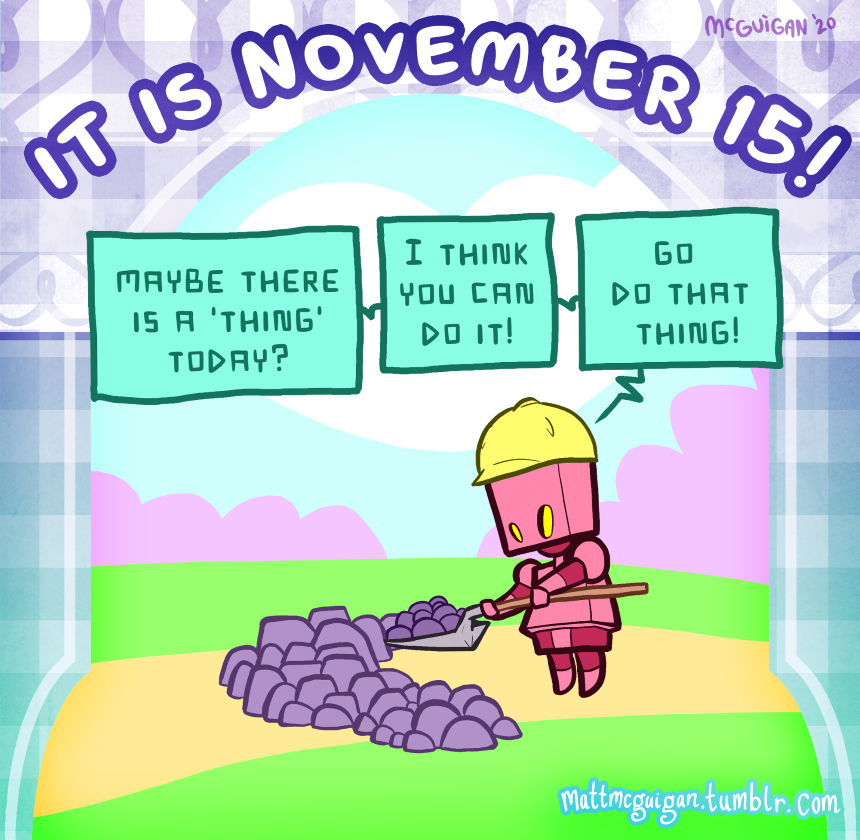 McGUiGAN '20
IT IS NOVEMBER 15!
MAYBE THERE
IS A 'THING'
TODAY?
I THINK
YOU CAN
DO IT!
GO
DO THAT
THING!
mattmcguigan.tumblr.com